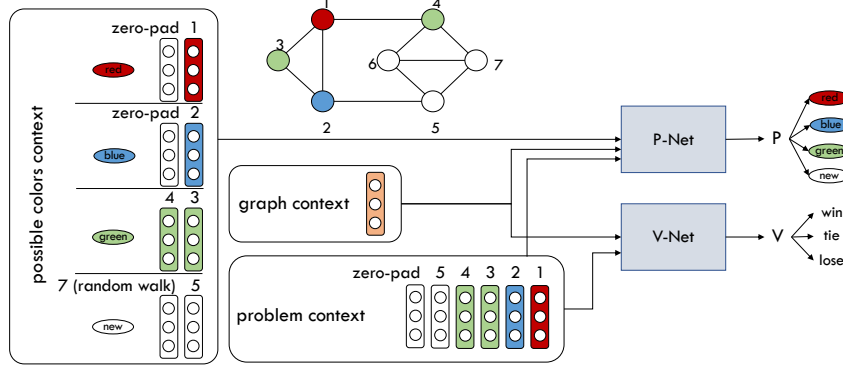 possible colors context
zero-pad 1
red
zero-pad 2
blue
4 3
green
7 (random walk) 5
new
1
4
3
6
7
2
5
graph context
problem context
zero-pad 5 4 3 2 1
P-Net
P
red
blue
green
new
V-Net
V
win
tie
lose